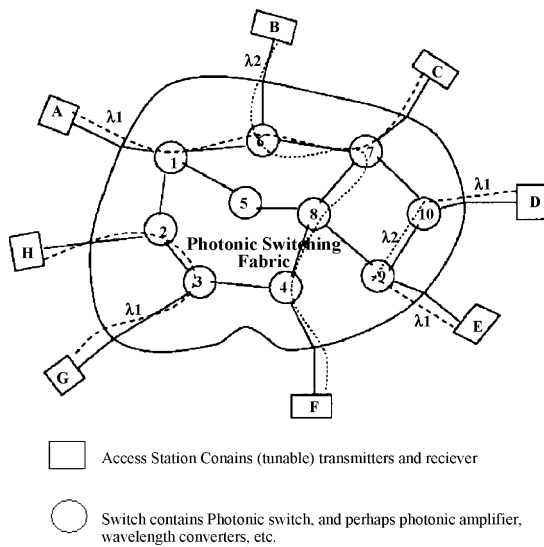 B
λ2
C
A
λ1
6
1
7
λ1
D
5
8
10
2
Photonic Switching
Fabric
λ2
H
9
3
4
λ1
λ1
E
G
F
Access Station Conains (tunable) transmitters and reciever
Switch contains Photonic switch, and perhaps photonic amplifier,
wavelength converters, etc.